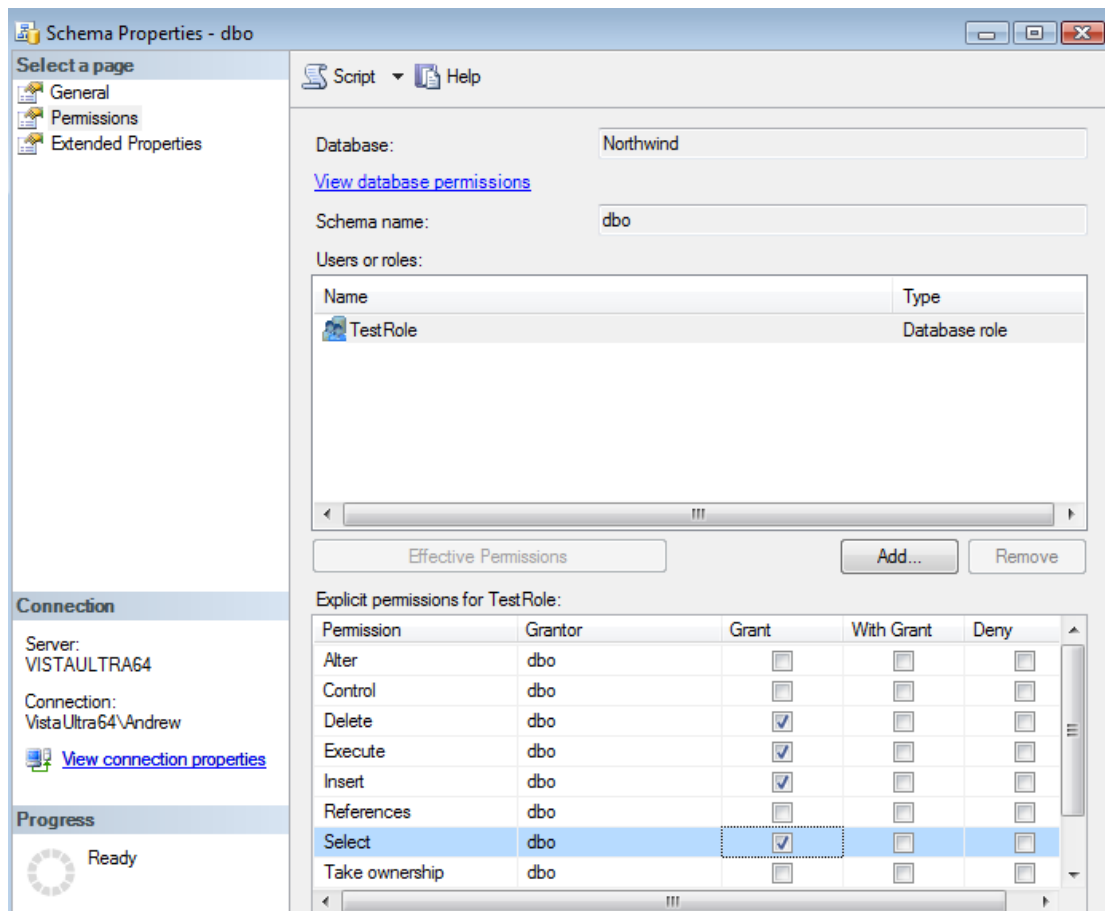 Schema Properties - dbo
Select a page
General
Permissions
Extended Properties
Script Help
Database: Northwind
View database permissions
Schema name: dbo
Users or roles:
Name Type
TestRole Database role
Effective Permissions Add... Remove
Explicit permissions for TestRole:
Permission Grantor Grant With Grant Deny
Alter dbo
Control dbo
Delete dbo
Execute dbo
Insert dbo
References dbo
Select dbo
Take ownership dbo
Connection
Server:
VISTAULTRA64
Connection:
VistaUltra64\Andrew
View connection properties
Progress
Ready